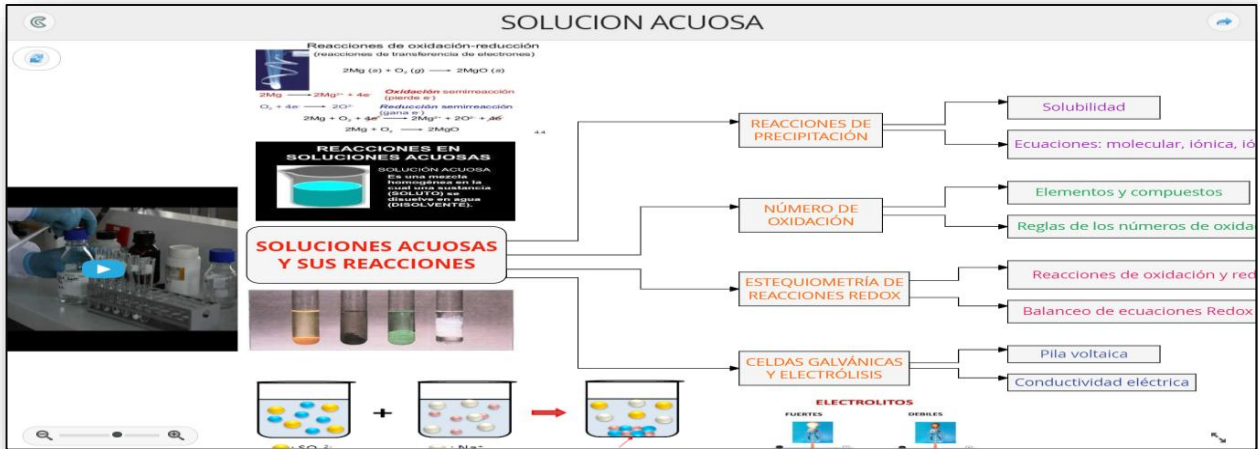 SOLUCION ACUOSA
Reacciones de oxidación-reducción
(reacciones de transferencia de electrones)
2Mg (s) + O₂ (g) ⟶ 2MgO (s)
2Mg ⟶ 2Mg²⁺ + 4e⁻ Oxidación semirreacción
(pierde e⁻)
O₂ + 4e⁻ ⟶ 2O²⁻ Reducción semirreacción
(gana e⁻)
2Mg + O₂ + 4e⁻ ⟶ 2Mg²⁺ + 2O²⁻ + 4e⁻
2Mg + O₂ ⟶ 2MgO
4.4
REACCIONES EN
SOLUCIONES ACUOSAS
SOLUCIÓN ACUOSA
Es una mezcla
homogénea en la
cual una sustancia
(SOLUTO) se
disuelve en agua
(DISOLVENTE).
SOLUCIONES ACUOSAS
Y SUS REACCIONES
REACCIONES DE
PRECIPITACIÓN
Solubilidad
Ecuaciones: molecular, iónica, ió
NÚMERO DE
OXIDACIÓN
Elementos y compuestos
Reglas de los números de oxida
ESTEQUIOMETRÍA DE
REACCIONES REDOX
Reacciones de oxidación y red
Balanceo de ecuaciones Redox
CELDAS GALVÁNICAS
Y ELECTRÓLISIS
Pila voltaica
Conductividad eléctrica
ELECTROLITOS
FUERTES DEBILES
+